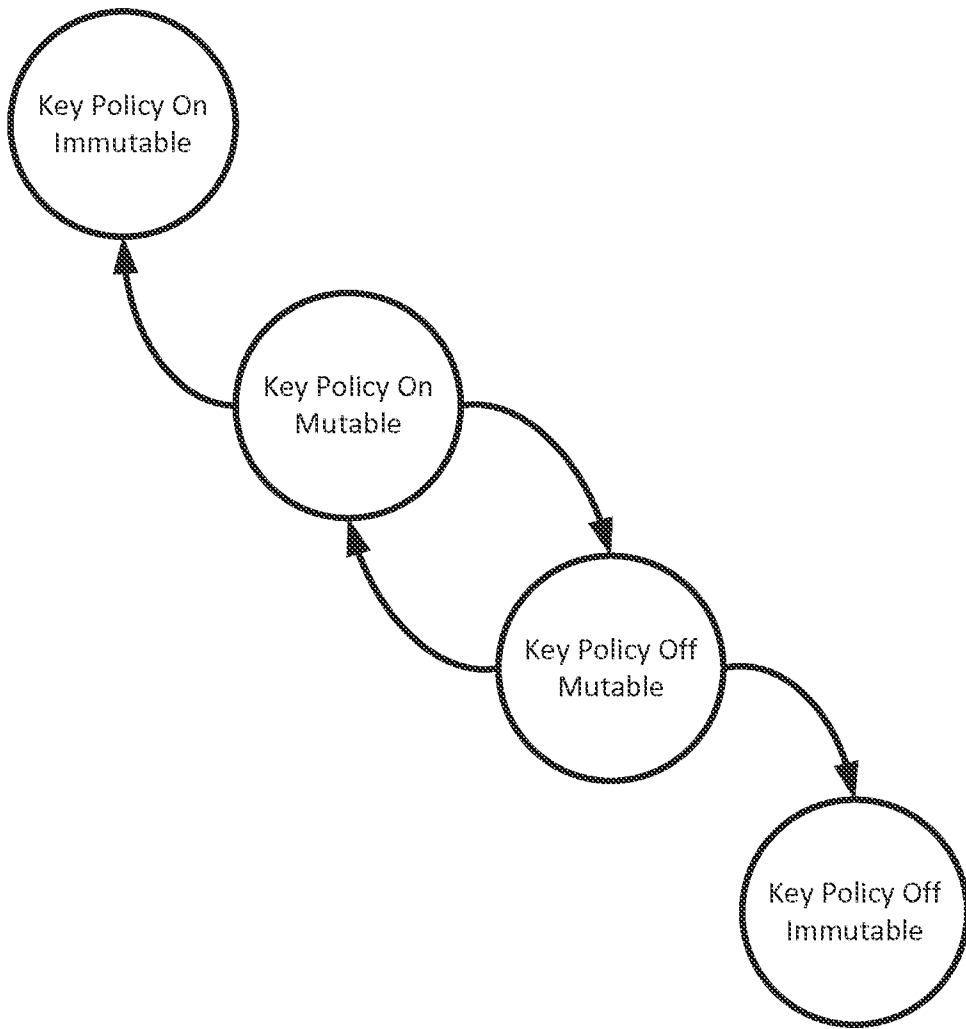 Key Policy On
Immutable
Key Policy On
Mutable
Key Policy Off
Mutable
Key Policy Off
Immutable